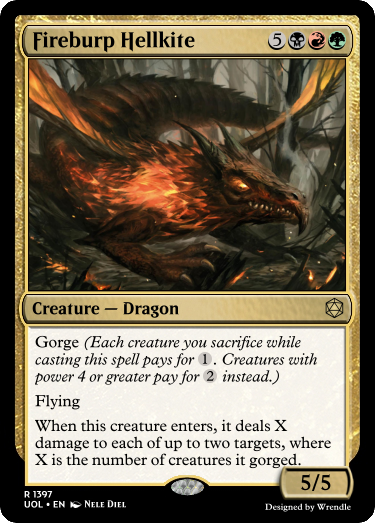 Fireburp Hellkite 5
Creature — Dragon
Gorge (Each creature you sacrifice while
casting this spell pays for 1. Creatures with
power 4 or greater pay for 2 instead.)
Flying
When this creature enters, it deals X
damage to each of up to two targets, where
X is the number of creatures it gorged.
5/5
R 1397
UOL • EN Nele Diel
Designed by Wrendle